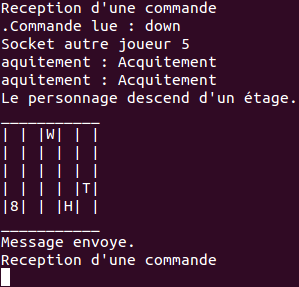 Reception d'une commande
.Commande lue : down
Socket autre joueur 5
aquitement : Acquitement
aquitement : Acquitement
Le personnage descend d'un étage.
___________
| | |W| | |
| | | | | |
| | | | | |
| | | | |T|
|8| | |H| |
___________
Message envoye.
Reception d'une commande